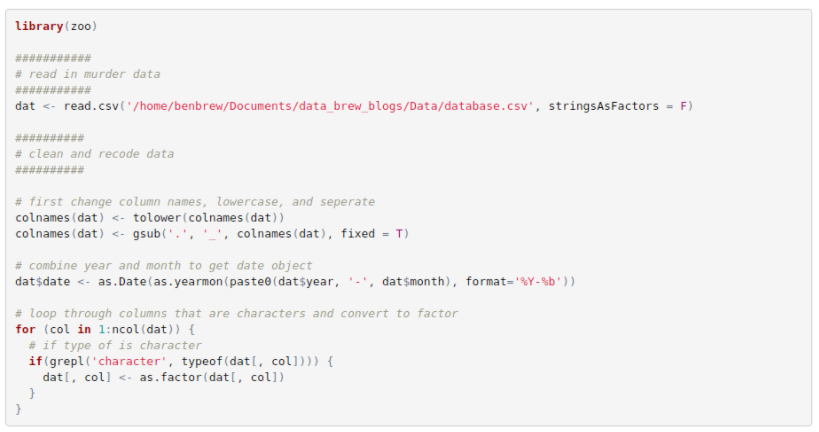 library(zoo)
###########
# read in murder data
###########
dat <- read.csv('/home/benbrew/Documents/data_brew_blogs/Data/database.csv', stringsAsFactors = F)
##########
# clean and recode data
##########
# first change column names, lowercase, and seperate
colnames(dat) <- tolower(colnames(dat))
colnames(dat) <- gsub('.', '_', colnames(dat), fixed = T)
# combine year and month to get date object
dat$date <- as.Date(as.yearmon(paste0(dat$year, '-', dat$month), format='%Y-%b'))
# loop through columns that are characters and convert to factor
for (col in 1:ncol(dat)) {
  # if type of is character
  if(grepl('character', typeof(dat[, col]))) {
    dat[, col] <- as.factor(dat[, col])
  }
}